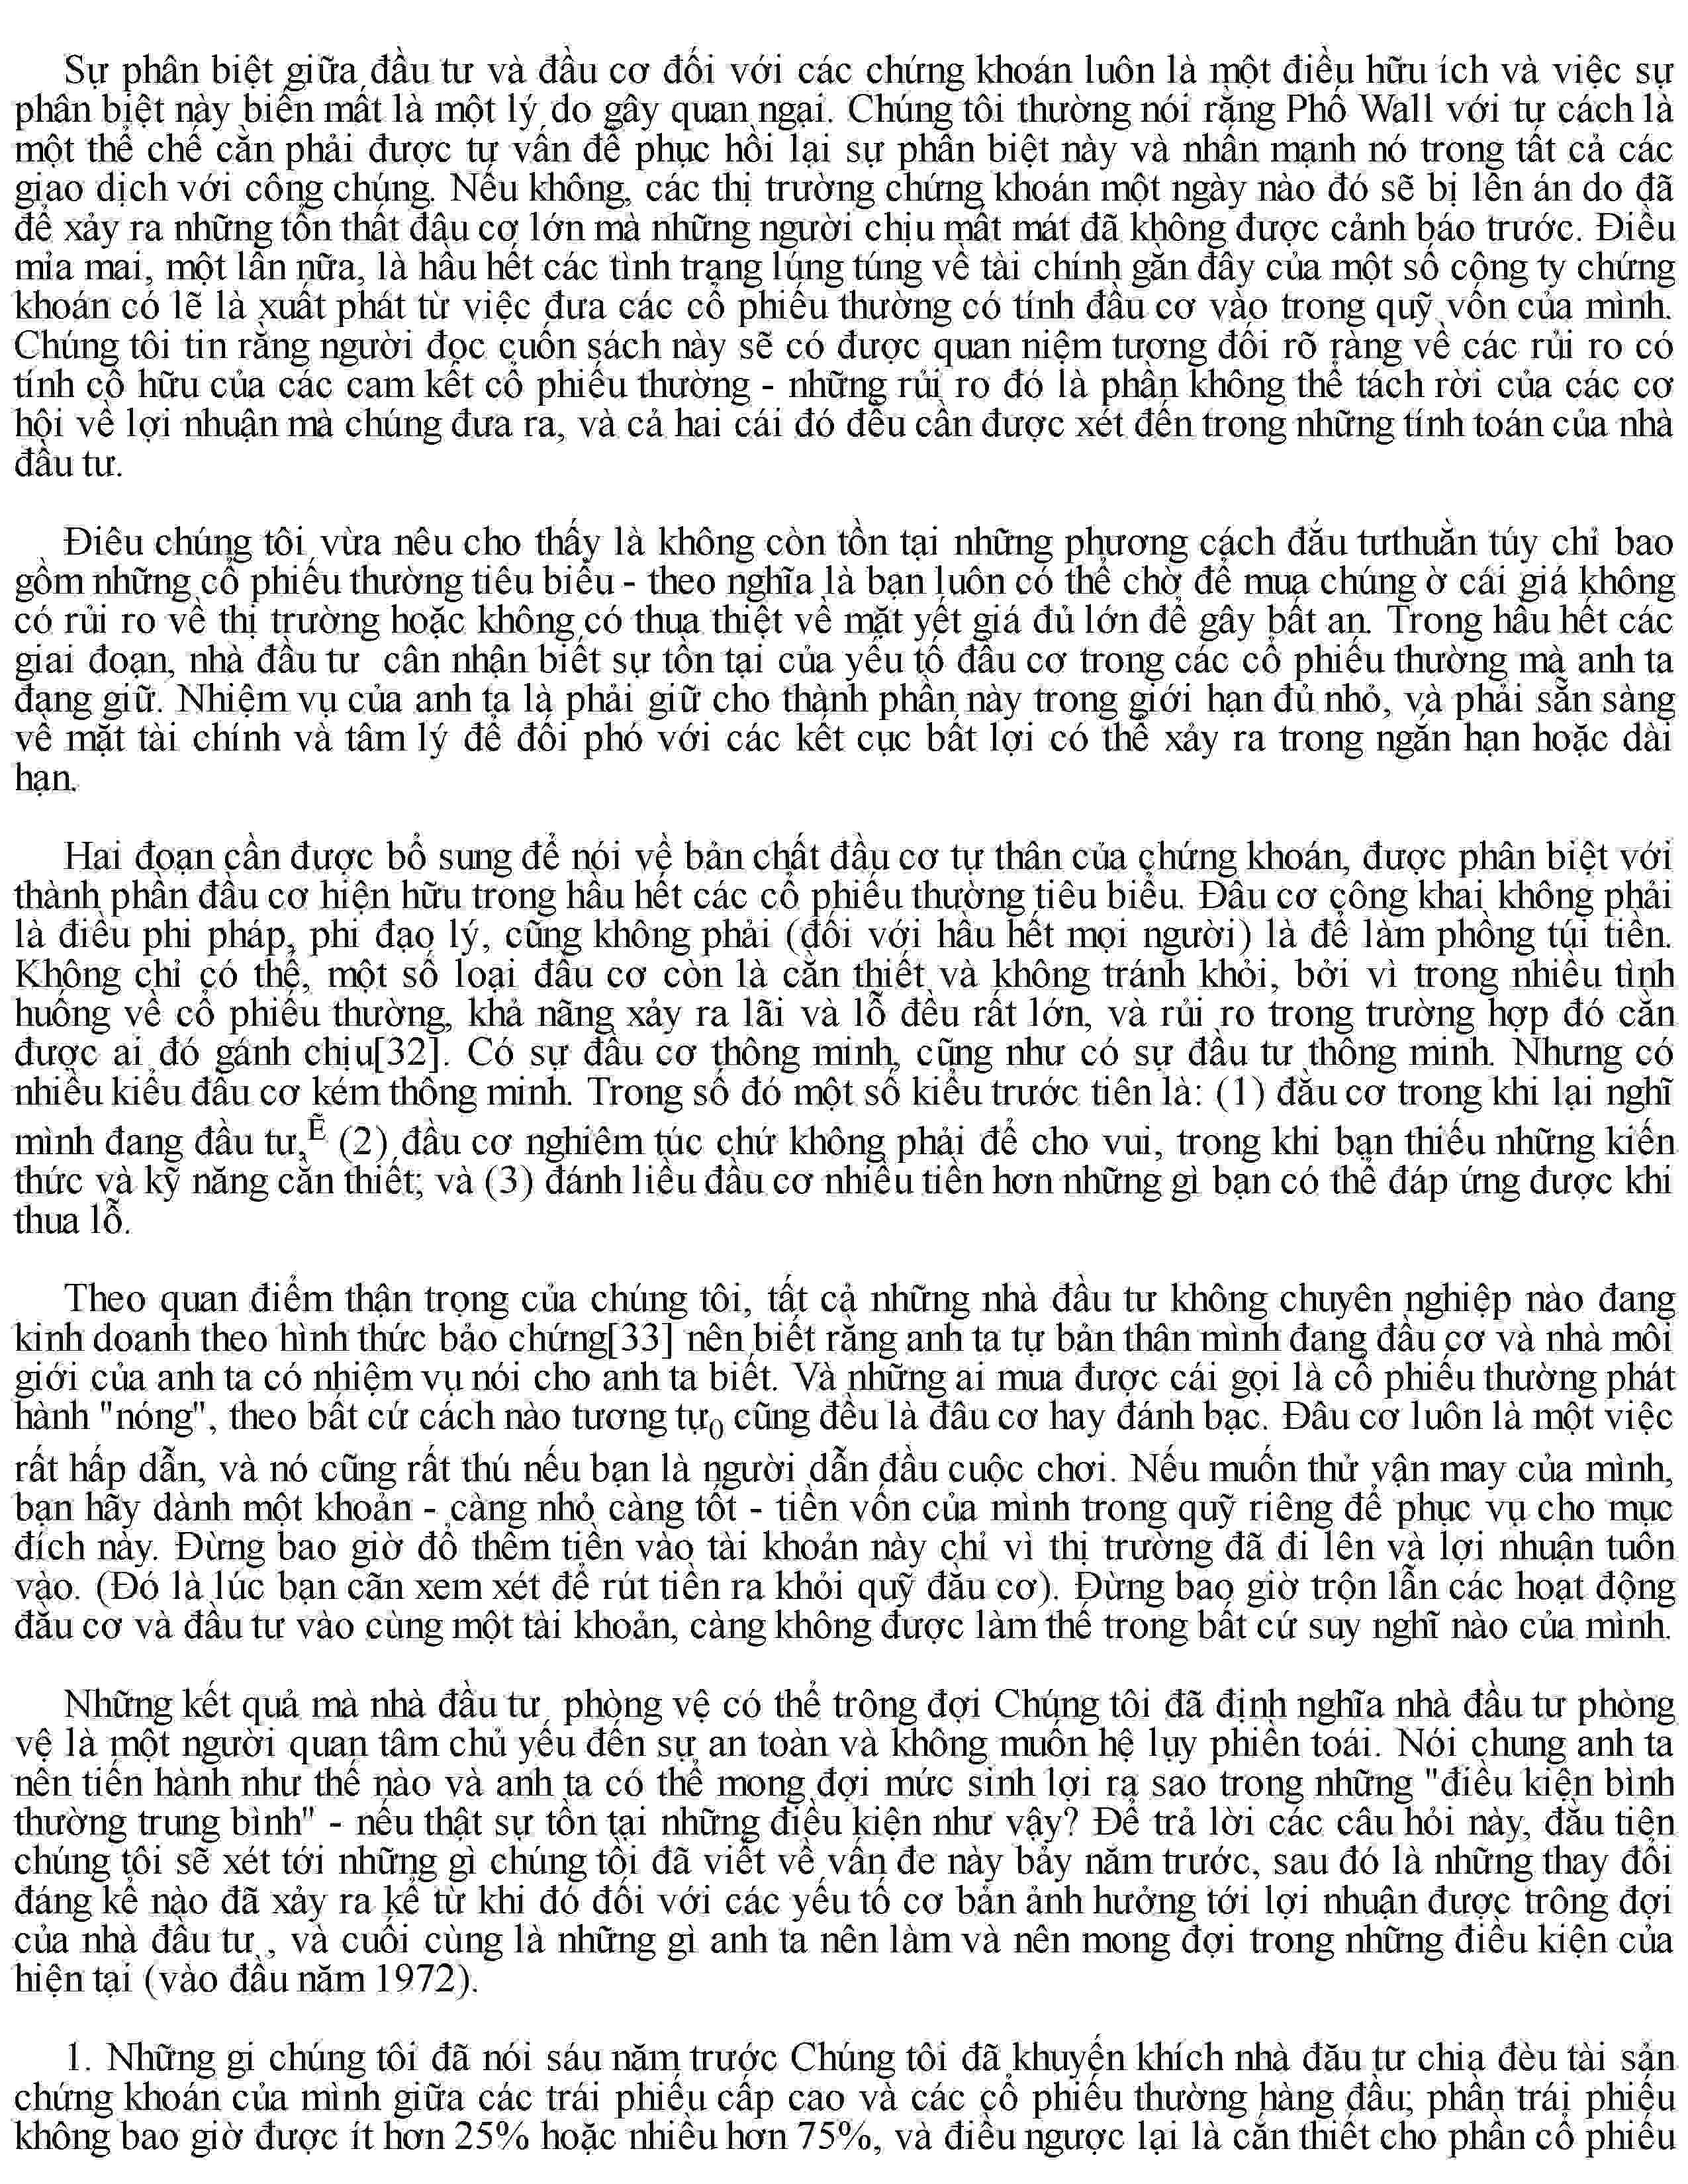 Sự phân biệt giữa đầu tư và đầu cơ đối với các chứng khoán luôn là một điều hữu ích và việc sự
phân biệt này biến mất là một lý do gây quan ngại. Chúng tôi thường nói rằng Phố Wall với tư cách là
một thể chế cần phải được tư vấn để phục hồi lại sự phân biệt này và nhấn mạnh nó trong tất cả các
giao dịch với công chúng. Nếu không, các thị trường chứng khoán một ngày nào đó sẽ bị lên án do đã
để xảy ra những tổn thất đầu cơ lớn mà những người chịu mất mát đã không được cảnh báo trước. Điều
mỉa mai, một lần nữa, là hầu hết các tình trạng lúng túng về tài chính gần đây của một số công ty chứng
khoán có lẽ là xuất phát từ việc đưa các cổ phiếu thường có tính đầu cơ vào trong quỹ vốn của mình.
Chúng tôi tin rằng người đọc cuốn sách này sẽ có được quan niệm tương đối rõ ràng về các rủi ro có
tính cố hữu của các cam kết cổ phiếu thường - những rủi ro đó là phần không thể tách rời của các cơ
hội về lợi nhuận mà chúng đưa ra, và cả hai cái đó đều cần được xét đến trong những tính toán của nhà
đầu tư.
Điêu chúng tôi vừa nêu cho thấy là không còn tồn tại những phương cách đầu tưthuần túy chỉ bao
gồm những cổ phiếu thường tiêu biểu - theo nghĩa là bạn luôn có thể chờ để mua chúng ờ cái giá không
có rủi ro về thị trường hoặc không có thua thiệt về mặt yết giá đủ lớn để gây bất an. Trong hầu hết các
giai đoạn, nhà đầu tư cân nhận biết sự tồn tại của yếu tố đầu cơ trong các cổ phiếu thường mà anh ta
đang giữ. Nhiệm vụ của anh ta là phải giữ cho thành phần này trong giới hạn đủ nhỏ, và phải sẵn sàng
về mặt tài chính và tâm lý để đối phó với các kết cục bất lợi có thể xảy ra trong ngắn hạn hoặc dài
hạn.
Hai đoạn cần được bổ sung để nói về bản chất đầu cơ tự thân của chứng khoán, được phân biệt với
thành phần đầu cơ hiện hữu trong hầu hết các cổ phiếu thường tiêu biểu. Đầu cơ công khai không phải
là điều phi pháp, phi đạo lý, cũng không phải (đối với hầu hết mọi người) là để làm phồng túi tiền.
Không chỉ có thế, một số loại đầu cơ còn là cần thiết và không tránh khỏi, bởi vì trong nhiều tình
huống về cổ phiếu thường, khả nãng xảy ra lãi và lỗ đều rất lớn, và rủi ro trong trường hợp đó cần
được ai đó gánh chịu[32]. Có sự đầu cơ thông minh, cũng như có sự đầu tư thông minh. Nhưng có
nhiều kiểu đầu cơ kém thông minh. Trong số đó một số kiểu trước tiên là: (1) đầu cơ trong khi lại nghĩ
mình đang đầu tư,Ẽ (2) đầu cơ nghiêm túc chứ không phải để cho vui, trong khi bạn thiếu những kiến
thức và kỹ năng cần thiết; và (3) đánh liều đầu cơ nhiều tiền hơn những gì bạn có thể đáp ứng được khi
thua lỗ.
Theo quan điểm thận trọng của chúng tôi, tất cả những nhà đầu tư không chuyên nghiệp nào đang
kinh doanh theo hình thức bảo chứng[33] nên biết rằng anh ta tự bản thân mình đang đầu cơ và nhà môi
giới của anh ta có nhiệm vụ nói cho anh ta biết. Và những ai mua được cái gọi là cổ phiếu thường phát
hành "nóng", theo bất cứ cách nào tương tự0 cũng đều là đầu cơ hay đánh bạc. Đầu cơ luôn là một việc
rất hấp dẫn, và nó cũng rất thú nếu bạn là người dẫn đầu cuộc chơi. Nếu muốn thử vận may của mình,
bạn hãy dành một khoản - càng nhỏ càng tốt - tiền vốn của mình trong quỹ riêng để phục vụ cho mục
đích này. Đừng bao giờ đổ thêm tiền vào tài khoản này chỉ vì thị trường đã đi lên và lợi nhuận tuôn
vào. (Đó là lúc bạn cãn xem xét để rút tiền ra khỏi quỹ đầu cơ). Đừng bao giờ trộn lẫn các hoạt động
đầu cơ và đầu tư vào cùng một tài khoản, càng không được làm thế trong bất cứ suy nghĩ nào của mình.
Những kết quả mà nhà đầu tư phòng vệ có thể trông đợi Chúng tôi đã định nghĩa nhà đầu tư phòng
vệ là một người quan tâm chủ yếu đến sự an toàn và không muốn hệ lụy phiền toái. Nói chung anh ta
nên tiến hành như thế nào và anh ta có thể mong đợi mức sinh lợi ra sao trong những "điều kiện bình
thường trung bình" - nếu thật sự tồn tại những điều kiện như vậy? Để trả lời các câu hỏi này, đầu tiên
chúng tôi sẽ xét tới những gì chúng tôi đã viết về vấn đe này bảy năm trước, sau đó là những thay đổi
đáng kể nào đã xảy ra kể từ khi đó đối với các yếu tố cơ bản ảnh hưởng tới lợi nhuận được trông đợi
của nhà đầu tư , và cuối cùng là những gì anh ta nên làm và nên mong đợi trong những điều kiện của
hiện tại (vào đầu năm 1972).
1. Những gi chúng tôi đã nói sáu năm trước Chúng tôi đã khuyến khích nhà đầu tư chia đèu tài sản
chứng khoán của mình giữa các trái phiếu cấp cao và các cổ phiếu thường hàng đầu; phần trái phiếu
không bao giờ được ít hơn 25% hoặc nhiều hơn 75%, và điều ngược lại là cần thiết cho phần cổ phiếu